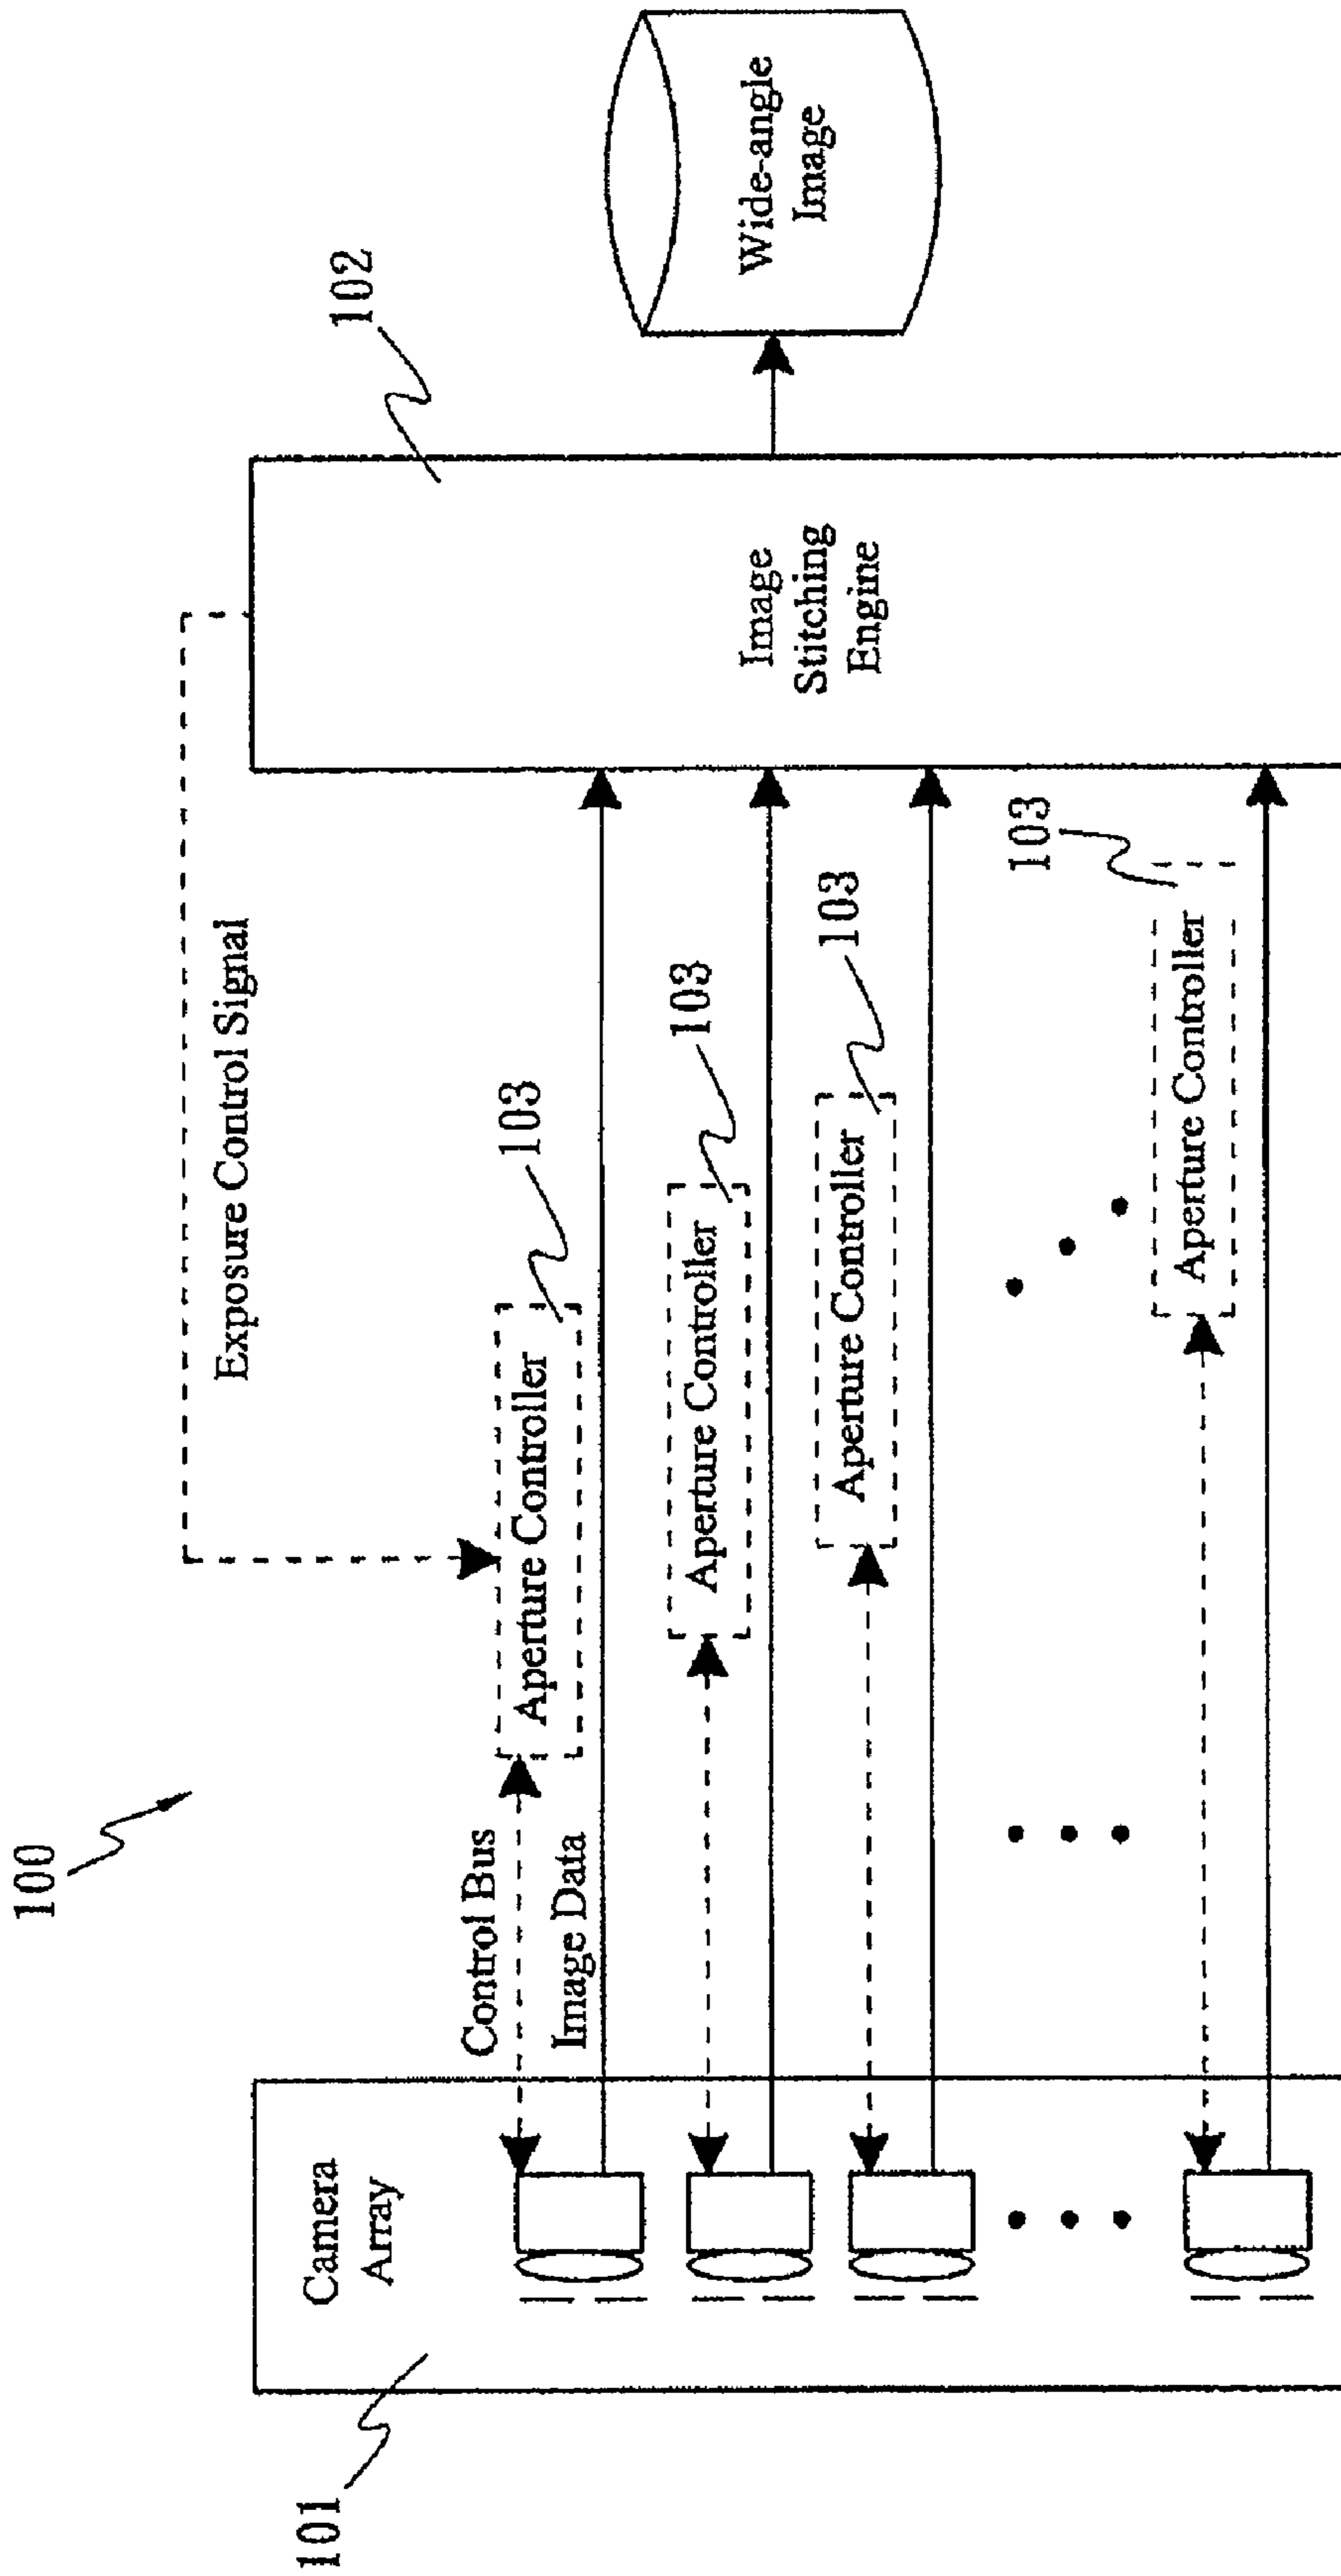 100
Exposure Control Signal
102
101
Camera
Array
Control Bus
Image Data
Aperture Controller
103
Aperture Controller
103
Aperture Controller
103
Aperture Controller
103
Image
Stitching
Engine
Wide-angle
Image